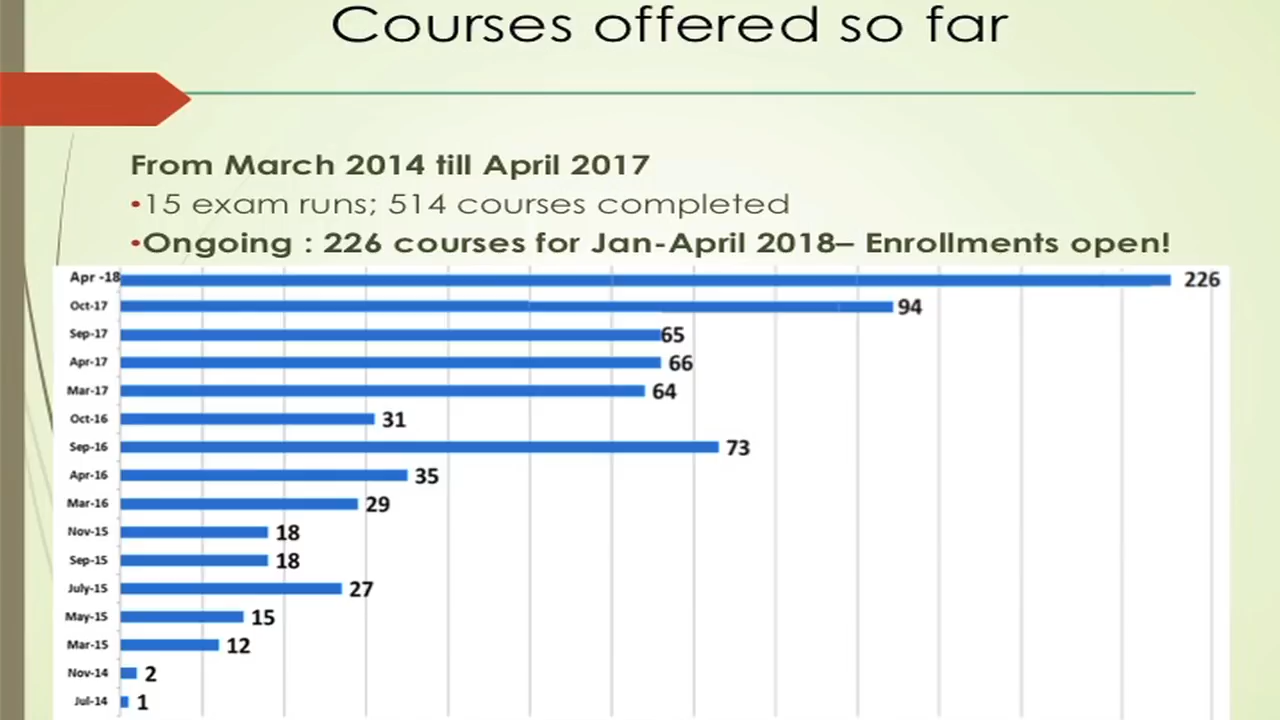 Courses offered so far
From March 2014 till April 2017
•15 exam runs; 514 courses completed
•Ongoing : 226 courses for Jan-April 2018– Enrollments open!
Apr -18 226
Oct-17 94
Sep-17 65
Apr-17 66
Mar-17 64
Oct-16 31
Sep-16 73
Apr-16 35
Mar-16 29
Nov-15 18
Sep-15 18
July-15 27
May-15 15
Mar-15 12
Nov-14 2
Jul-14 1